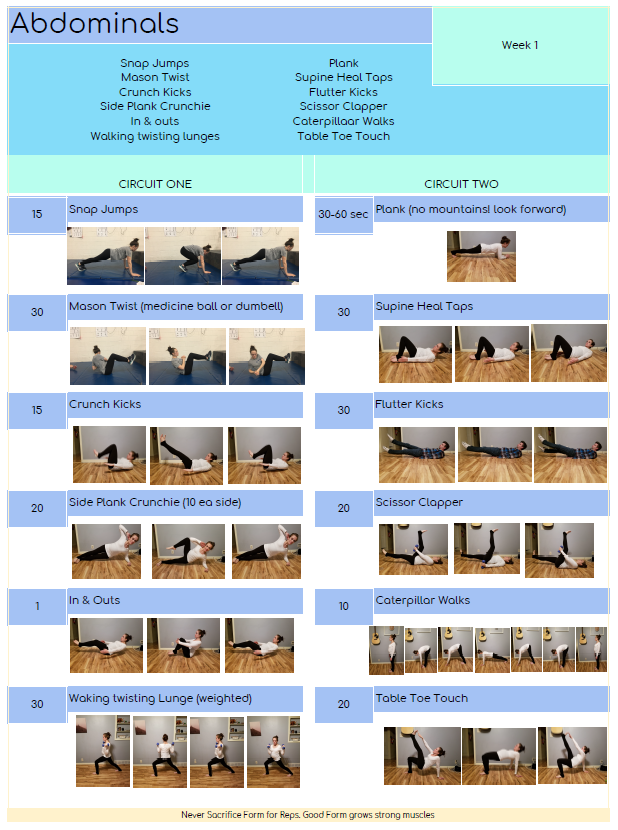 Abdominals
Week 1
Snap Jumps
Mason Twist
Crunch Kicks
Side Plank Crunchie
In & outs
Walking twisting lunges
Plank
Supine Heal Taps
Flutter Kicks
Scissor Clapper
Caterpillaar Walks
Table Toe Touch
CIRCUIT ONE
15 Snap Jumps
30 Mason Twist (medicine ball or dumbell)
15 Crunch Kicks
20 Side Plank Crunchie (10 ea side)
1 In & Outs
30 Waking twisting Lunge (weighted)
CIRCUIT TWO
30-60 sec Plank (no mountains! look forward)
30 Supine Heal Taps
30 Flutter Kicks
20 Scissor Clapper
10 Caterpillar Walks
20 Table Toe Touch
Never Sacrifice Form for Reps. Good Form grows strong muscles